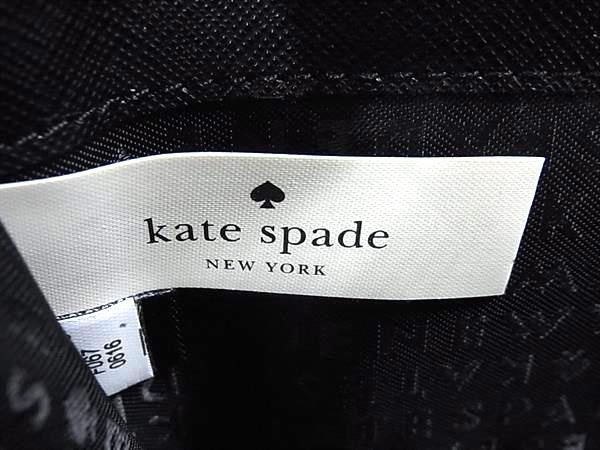 kate spade
NEW YORK
F067
0616